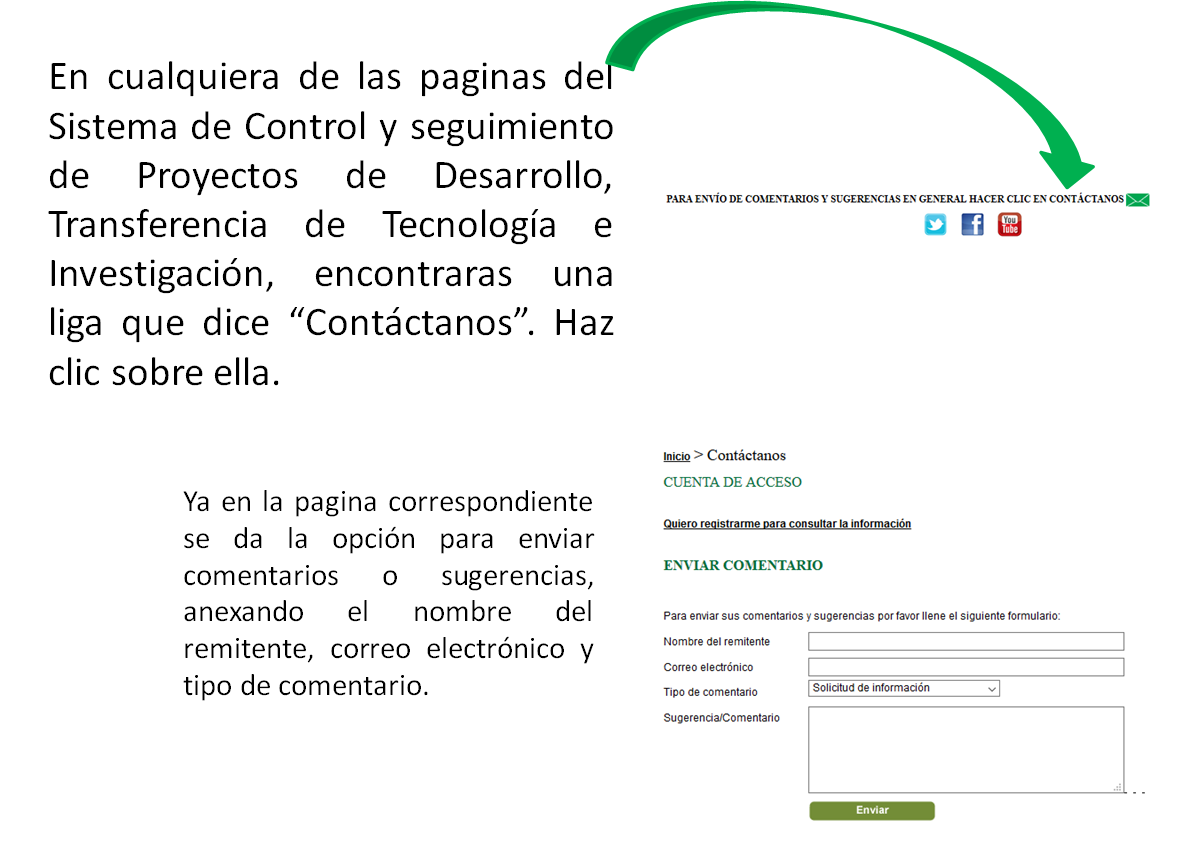 En cualquiera de las paginas del
Sistema de Control y seguimiento
de Proyectos de Desarrollo,
Transferencia de Tecnología e
Investigación, encontraras una
liga que dice “Contáctanos”. Haz
clic sobre ella.
PARA ENVÍO DE COMENTARIOS Y SUGERENCIAS EN GENERAL HACER CLIC EN CONTÁCTANOS
You
Tube
Ya en la pagina correspondiente
se da la opción para enviar
comentarios o sugerencias,
anexando el nombre del
remitente, correo electrónico y
tipo de comentario.
Inicio > Contáctanos
CUENTA DE ACCESO
Quiero registrarme para consultar la información
ENVIAR COMENTARIO
Para enviar sus comentarios y sugerencias por favor llene el siguiente formulario:
Nombre del remitente
Correo electrónico
Tipo de comentario Solicitud de información
Sugerencia/Comentario
Enviar